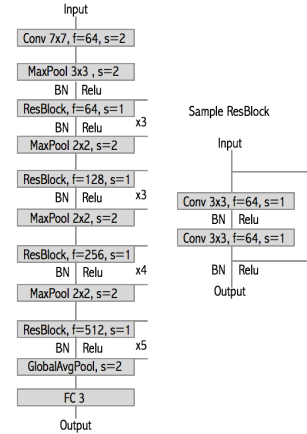 Input
Conv 7x7, f=64, s=2
MaxPool 3x3 , s=2
BN Relu
ResBlock, f=64, s=1
BN Relu x3
MaxPool 2x2, s=2
ResBlock, f=128, s=1
BN Relu x3
MaxPool 2x2, s=2
ResBlock, f=256, s=1
BN Relu x4
MaxPool 2x2, s=2
ResBlock, f=512, s=1
BN Relu x5
GlobalAvgPool, s=2
FC 3
Output
Sample ResBlock
Input
Conv 3x3, f=64, s=1
BN Relu
Conv 3x3, f=64, s=1
BN Relu
Output